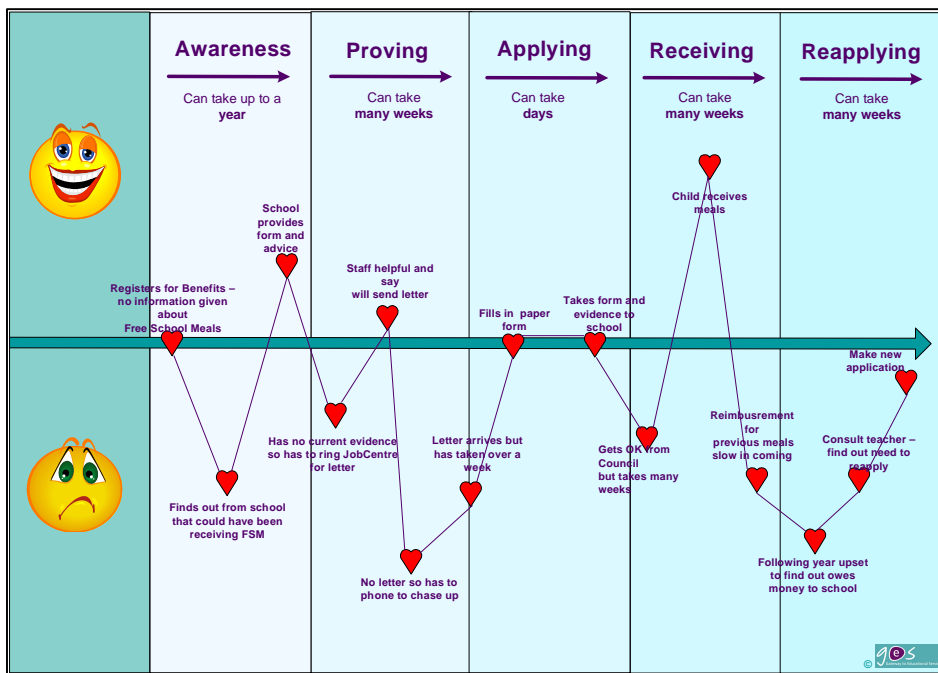 Awareness
Can take up to a
year
Proving
Can take
many weeks
Applying
Can take
days
Receiving
Can take
many weeks
Reapplying
Can take
many weeks
Registers for Benefits –
no information given
about
Free School Meals
Finds out from school
that could have been
receiving FSM
School
provides
form and
advice
Has no current evidence
so has to ring JobCentre
for letter
Staff helpful and
say
will send letter
No letter so has to
phone to chase up
Letter arrives but
has taken over a
week
Fills in paper
form
Takes form and
evidence to
school
Gets OK from
Council
but takes many
weeks
Child receives
meals
Reimbusrement
for
previous meals
slow in coming
Following year upset
to find out owes
money to school
Consult teacher –
find out need to
reapply
Make new
application
© ges